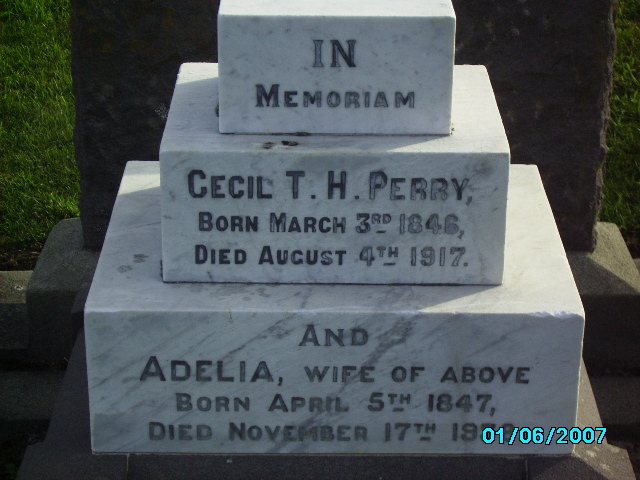 IN
MEMORIAM
CECIL T. H. PERRY,
BORN MARCH 3RD 1846,
DIED AUGUST 4TH 1917.
AND
ADELIA, WIFE OF ABOVE
BORN APRIL 5TH 1847,
DIED NOVEMBER 17TH
01/06/2007